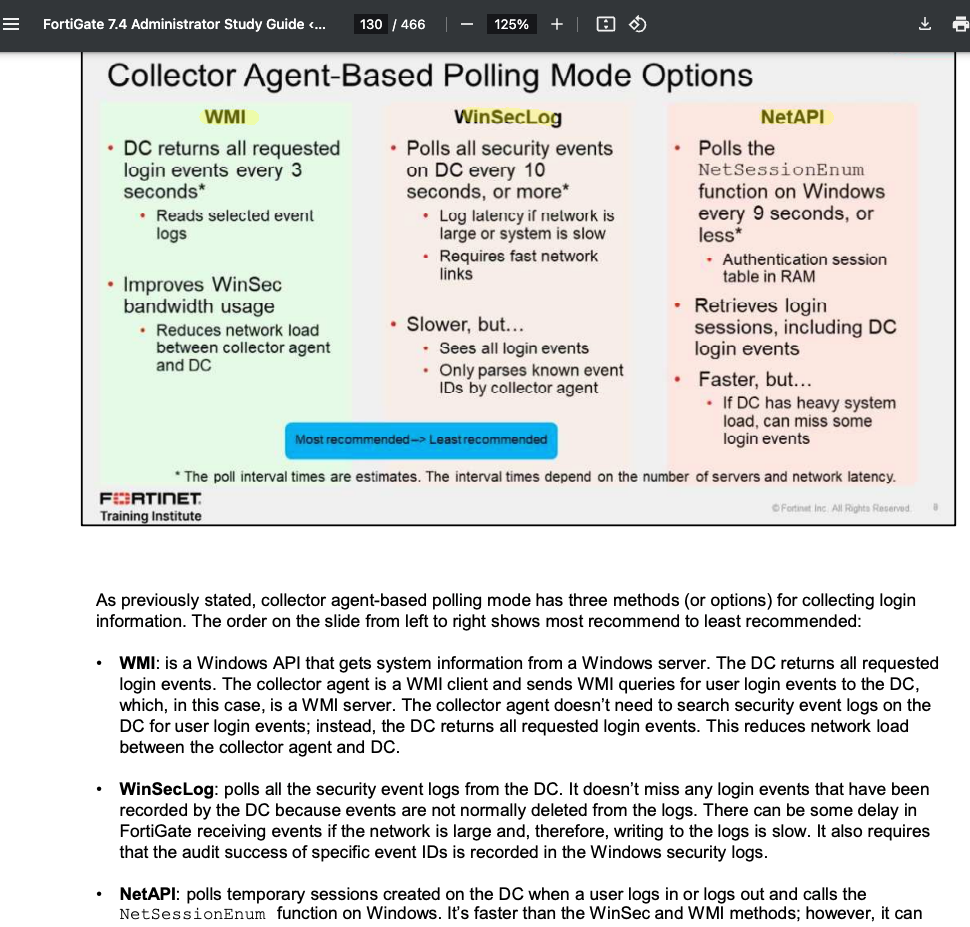 FortiGate 7.4 Administrator Study Guide <... 130 / 466 — 125% +
Collector Agent-Based Polling Mode Options
WMI
• DC returns all requested
login events every 3
seconds*
• Reads selected event
logs
• Improves WinSec
bandwidth usage
• Reduces network load
between collector agent
and DC
WinSecLog
• Polls all security events
on DC every 10
seconds, or more*
• Log latency if network is
large or system is slow
• Requires fast network
links
• Slower, but...
• Sees all login events
• Only parses known event
IDs by collector agent
NetAPI
• Polls the
NetSessionEnum
function on Windows
every 9 seconds, or
less*
• Authentication session
table in RAM
• Retrieves login
sessions, including DC
login events
• Faster, but...
• If DC has heavy system
load, can miss some
login events
Most recommended–> Least recommended
* The poll interval times are estimates. The interval times depend on the number of servers and network latency.
FORTINET
Training Institute
© Fortinet Inc. All Rights Reserved. 8
As previously stated, collector agent-based polling mode has three methods (or options) for collecting login
information. The order on the slide from left to right shows most recommend to least recommended:
• WMI: is a Windows API that gets system information from a Windows server. The DC returns all requested
login events. The collector agent is a WMI client and sends WMI queries for user login events to the DC,
which, in this case, is a WMI server. The collector agent doesn't need to search security event logs on the
DC for user login events; instead, the DC returns all requested login events. This reduces network load
between the collector agent and DC.
• WinSecLog: polls all the security event logs from the DC. It doesn't miss any login events that have been
recorded by the DC because events are not normally deleted from the logs. There can be some delay in
FortiGate receiving events if the network is large and, therefore, writing to the logs is slow. It also requires
that the audit success of specific event IDs is recorded in the Windows security logs.
• NetAPI: polls temporary sessions created on the DC when a user logs in or logs out and calls the
NetSessionEnum function on Windows. It's faster than the WinSec and WMI methods; however, it can